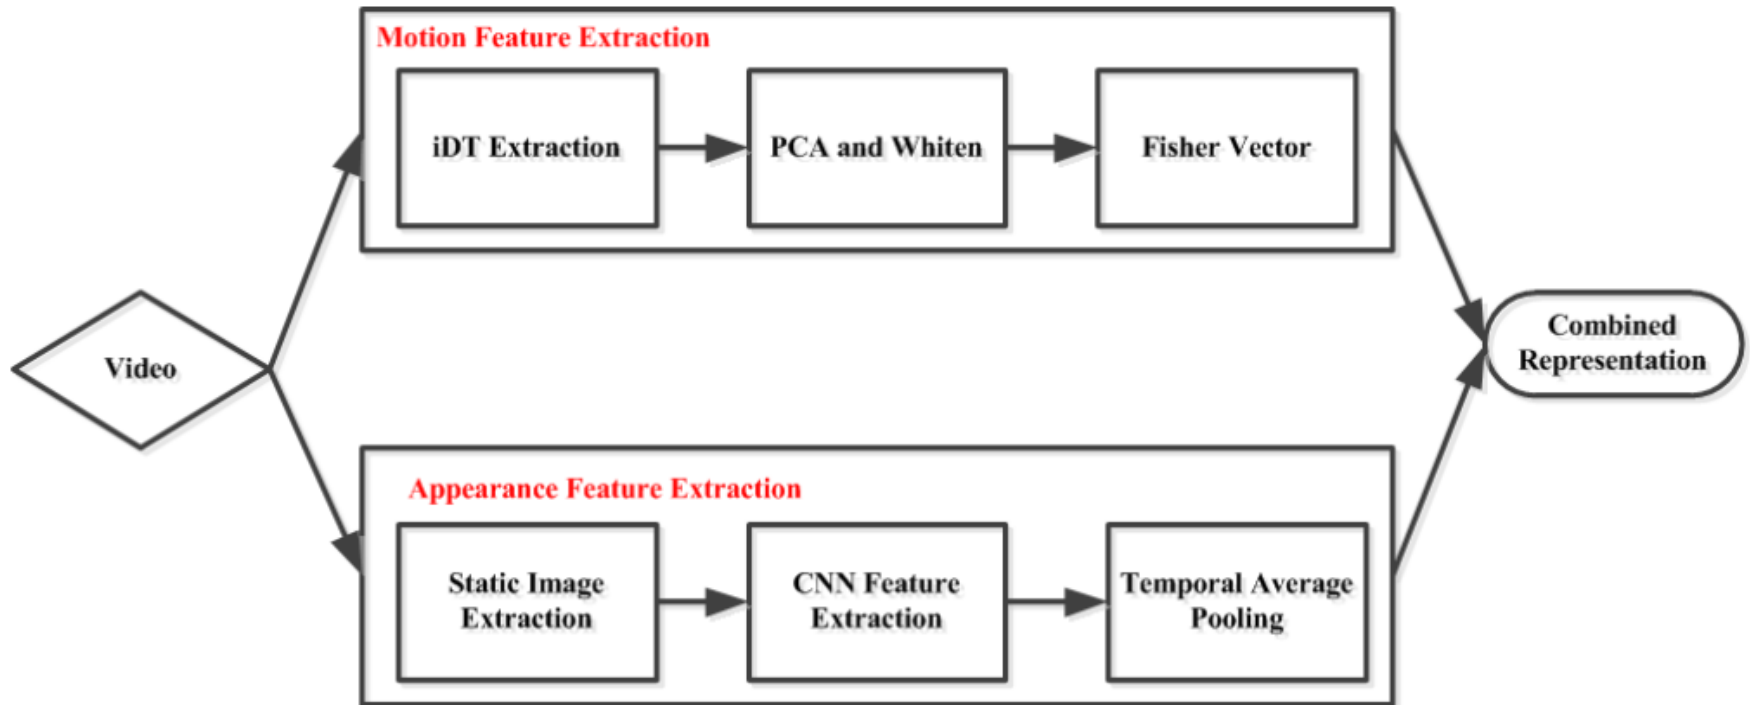 Motion Feature Extraction
iDT Extraction
PCA and Whiten
Fisher Vector
Video
Combined
Representation
Appearance Feature Extraction
Static Image
Extraction
CNN Feature
Extraction
Temporal Average
Pooling